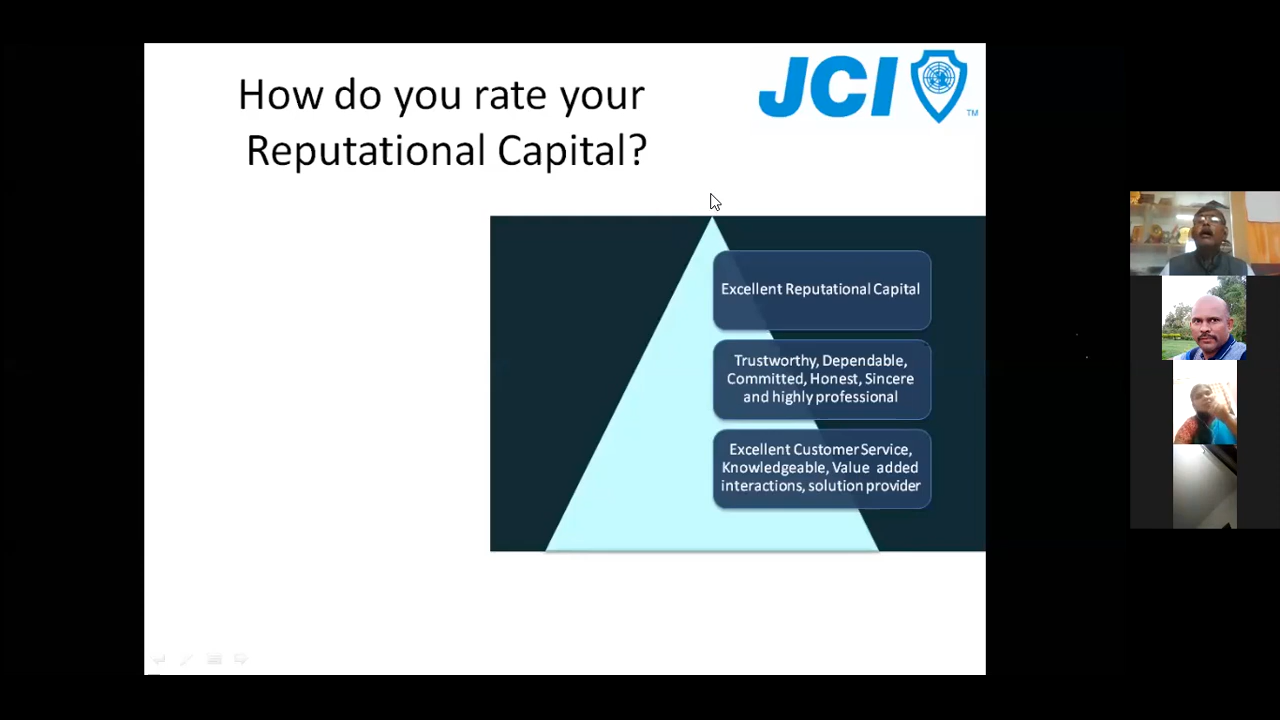 How do you rate your
Reputational Capital?
JCI
TM
Excellent Reputational Capital
Trustworthy, Dependable,
Committed, Honest, Sincere
and highly professional
Excellent Customer Service,
Knowledgeable, Value added
interactions, solution provider